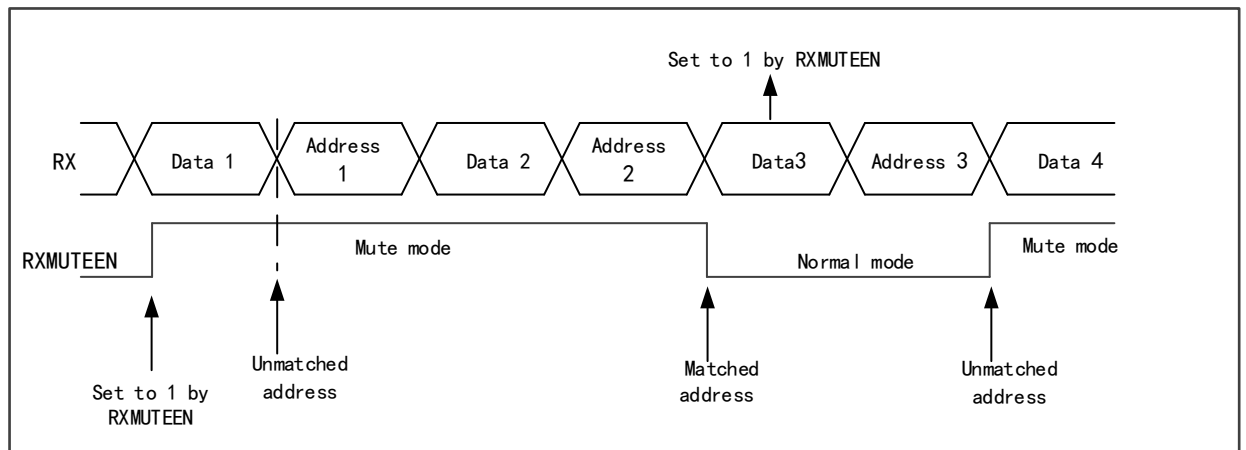 Set to 1 by RXMUTEEN
RX
Data 1
Address
1
Data 2
Address
2
Data3
Address 3
Data 4
RXMUTEEN
Mute mode
Normal mode
Mute mode
Set to 1 by
RXMUTEEN
Unmatched
address
Matched
address
Unmatched
address